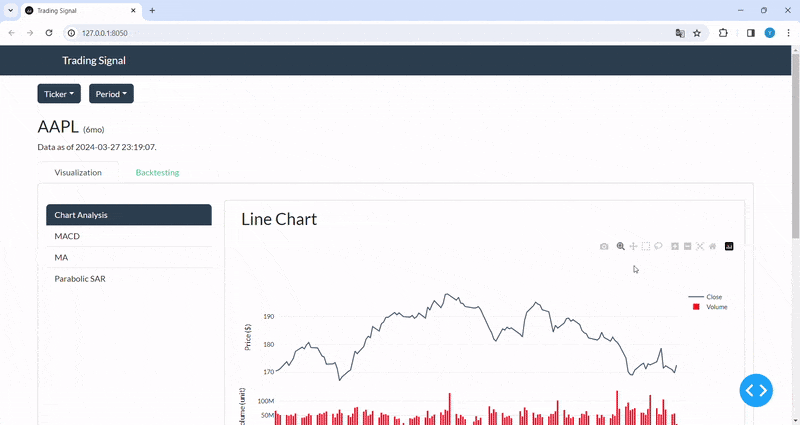 Trading Signal
127.0.0.1:8050
Trading Signal
Ticker Period
AAPL (6mo)
Data as of 2024-03-27 23:19:07.
Visualization Backtesting
Chart Analysis
MACD
MA
Parabolic SAR
Line Chart
Close
Volume
Price($)
190
180
170
olume(unit)
100M
50M